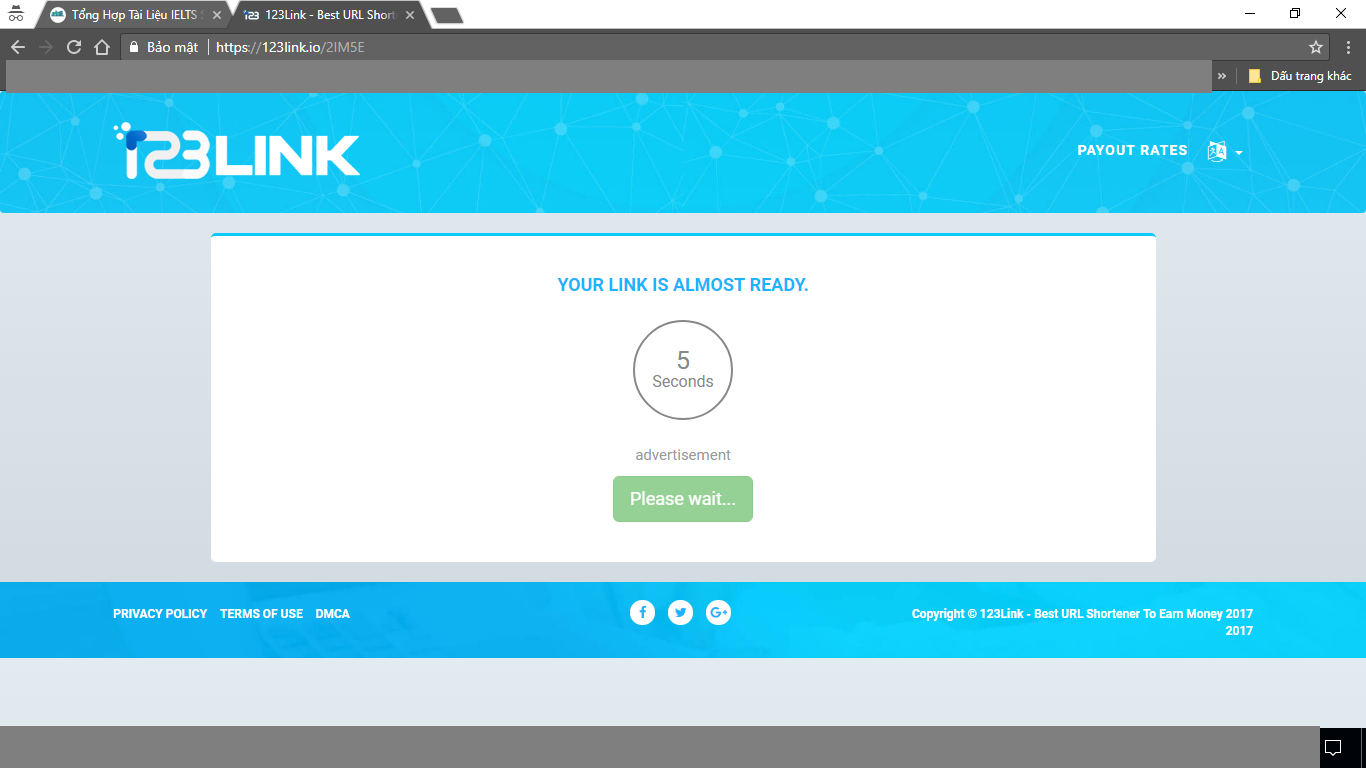 Tổng Hợp Tài Liệu IELTS
123Link - Best URL Short
Bảo mật
https://123link.io/2IM5E
»
Dấu trang khác
123LINK
PAYOUT RATES
YOUR LINK IS ALMOST READY.
5
Seconds
advertisement
Please wait...
PRIVACY POLICY TERMS OF USE DMCA
Copyright © 123Link - Best URL Shortener To Earn Money 2017
2017